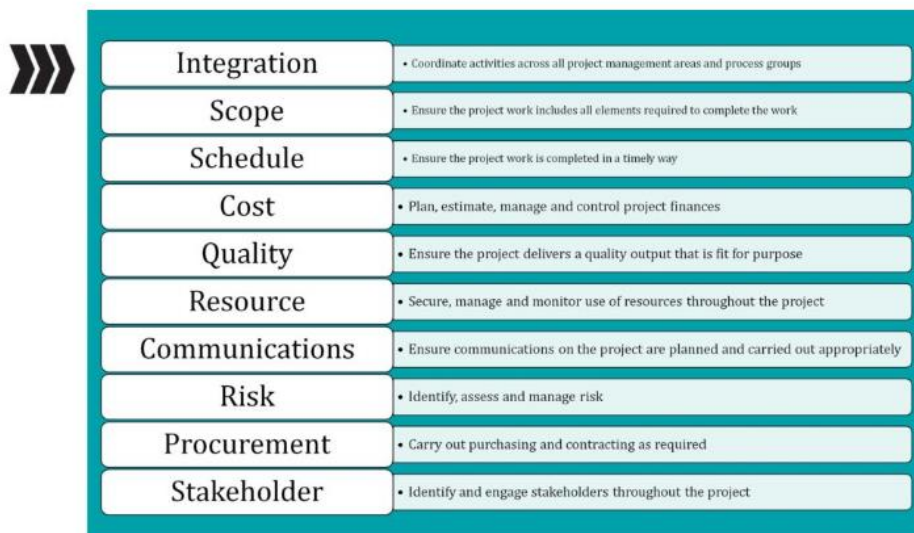 Integration
• Coordinate activities across all project management areas and process groups
Scope
• Ensure the project work includes all elements required to complete the work
Schedule
• Ensure the project work is completed in a timely way
Cost
• Plan, estimate, manage and control project finances
Quality
• Ensure the project delivers a quality output that is fit for purpose
Resource
• Secure, manage and monitor use of resources throughout the project
Communications
• Ensure communications on the project are planned and carried out appropriately
Risk
• Identify, assess and manage risk
Procurement
• Carry out purchasing and contracting as required
Stakeholder
• Identify and engage stakeholders throughout the project